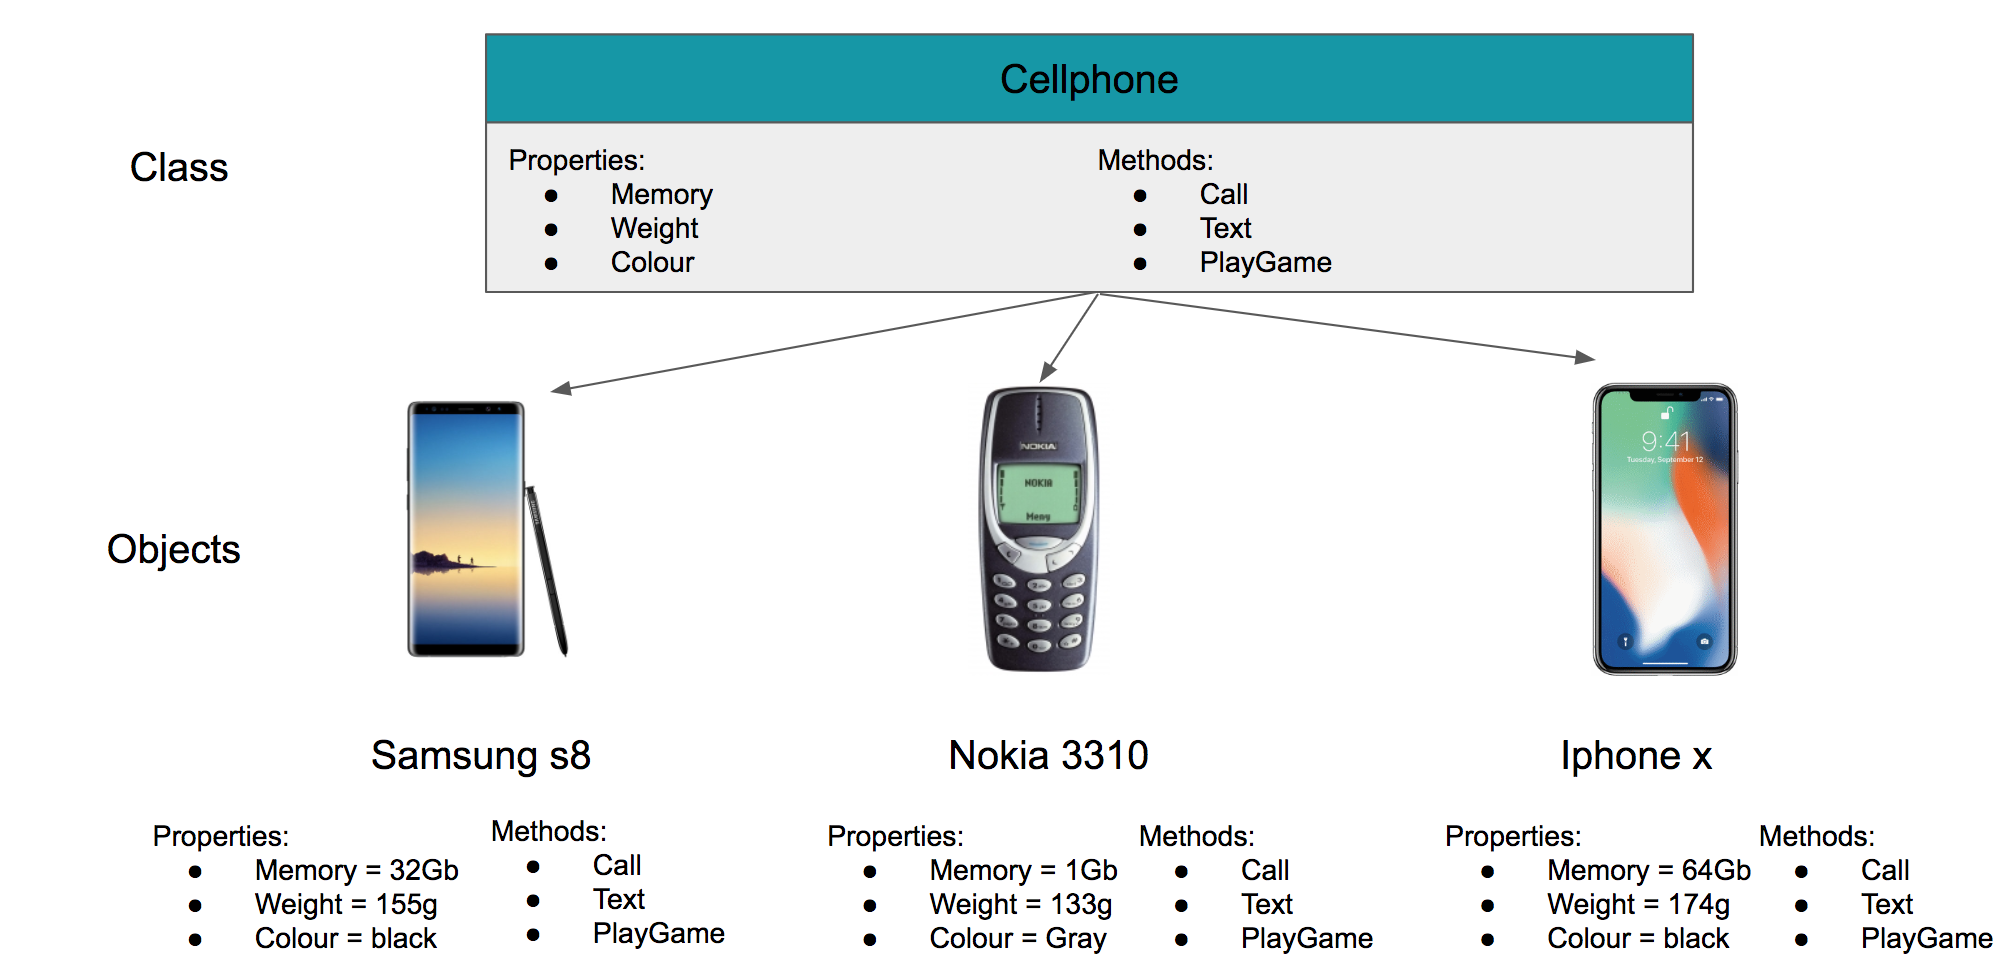 Cellphone
Class
Properties:
● Memory
● Weight
● Colour
Methods:
● Call
● Text
● PlayGame
Objects
NOKIA
NOKIA
Menu
9:41
Tuesday, September 12
Samsung s8
Nokia 3310
Iphone x
Properties:
● Memory = 32Gb
● Weight = 155g
● Colour = black
Methods:
● Call
● Text
● PlayGame
Properties:
● Memory = 1Gb
● Weight = 133g
● Colour = Gray
Methods:
● Call
● Text
● PlayGame
Properties:
● Memory = 64Gb
● Weight = 174g
● Colour = black
Methods:
● Call
● Text
● PlayGame